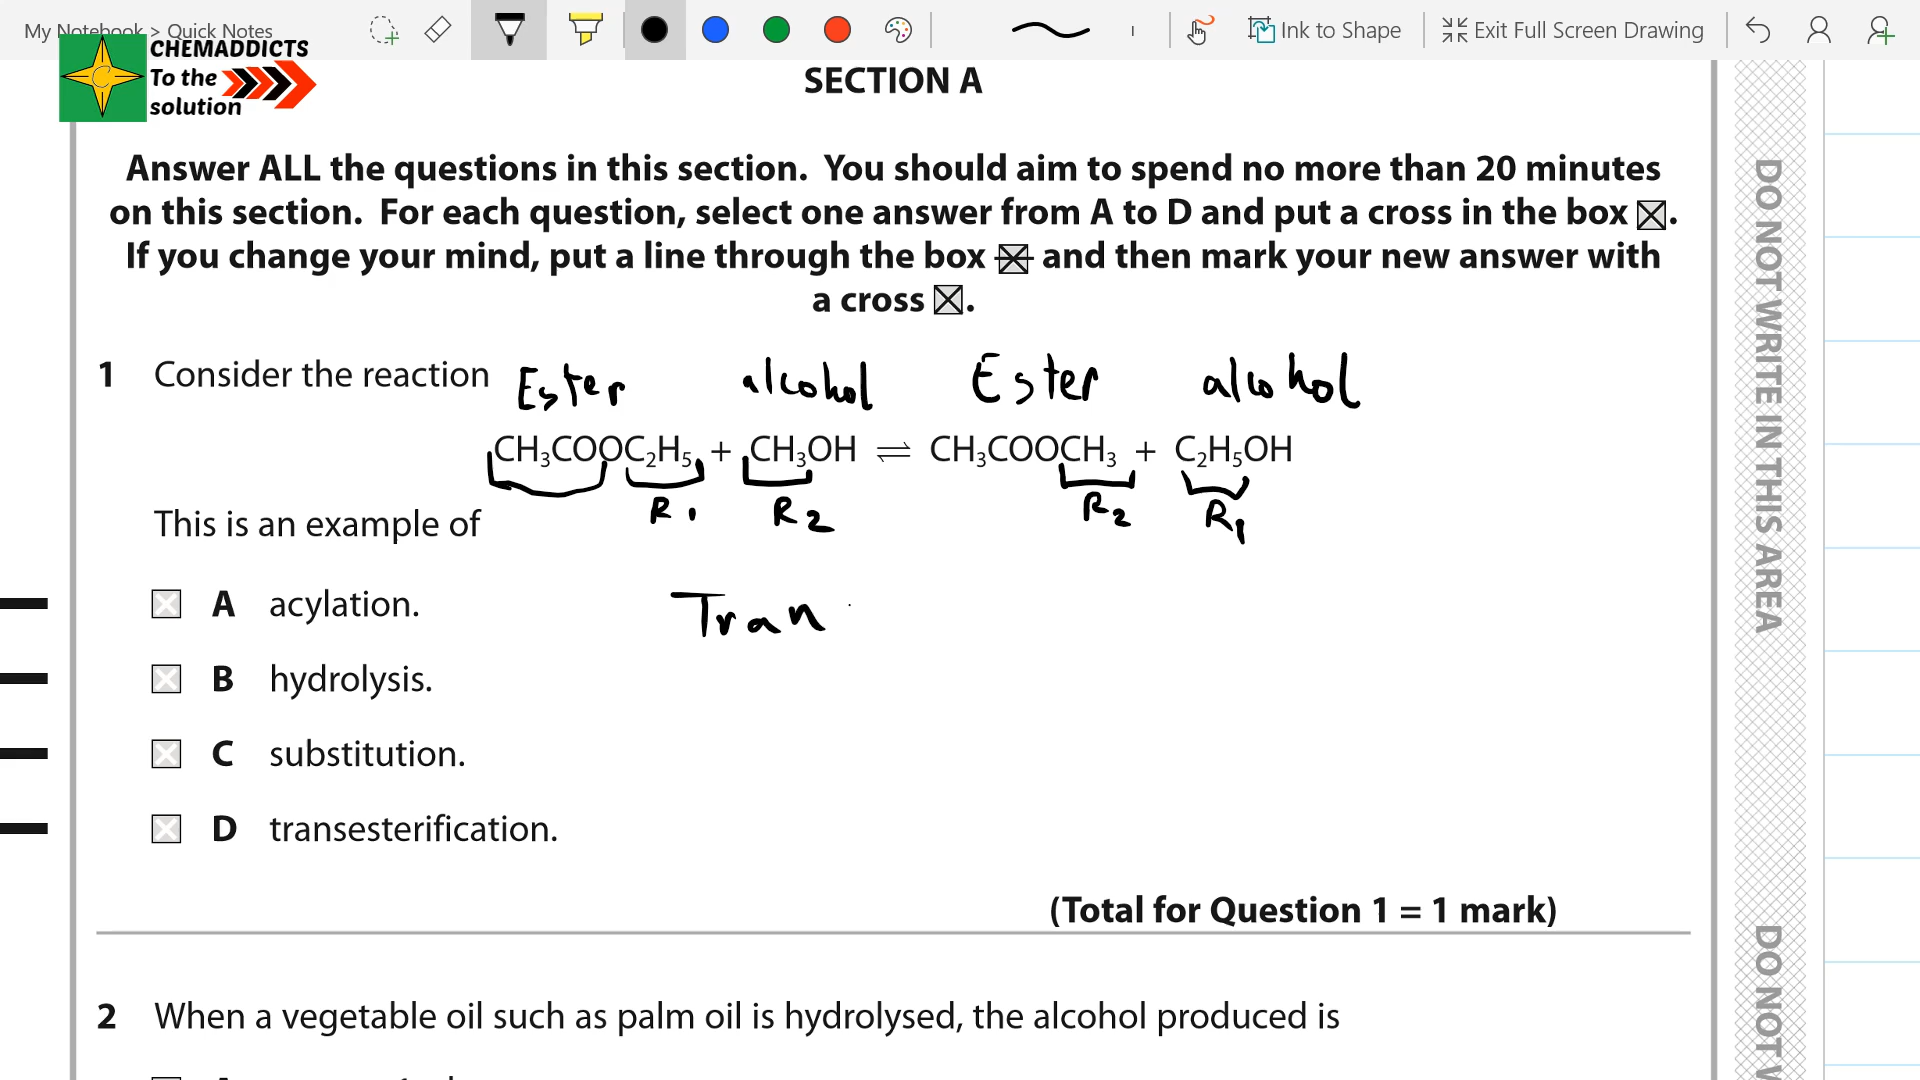 My Notebook > Quick Notes
Ink to Shape
Exit Full Screen Drawing
CHEMADDICTS
To the
solution
SECTION A
Answer ALL the questions in this section. You should aim to spend no more than 20 minutes
on this section. For each question, select one answer from A to D and put a cross in the box ☒.
If you change your mind, put a line through the box ☒ and then mark your new answer with
a cross ☒.
1 Consider the reaction
Ester alcohol Ester alcohol
CH₃COOC₂H₅ + CH₃OH ⇌ CH₃COOCH₃ + C₂H₅OH
R₁ R₂ R₂ R₁
This is an example of
A acylation.
Tran
B hydrolysis.
C substitution.
D transesterification.
(Total for Question 1 = 1 mark)
2 When a vegetable oil such as palm oil is hydrolysed, the alcohol produced is
DO NOT WRITE IN THIS AREA
DO NOT W